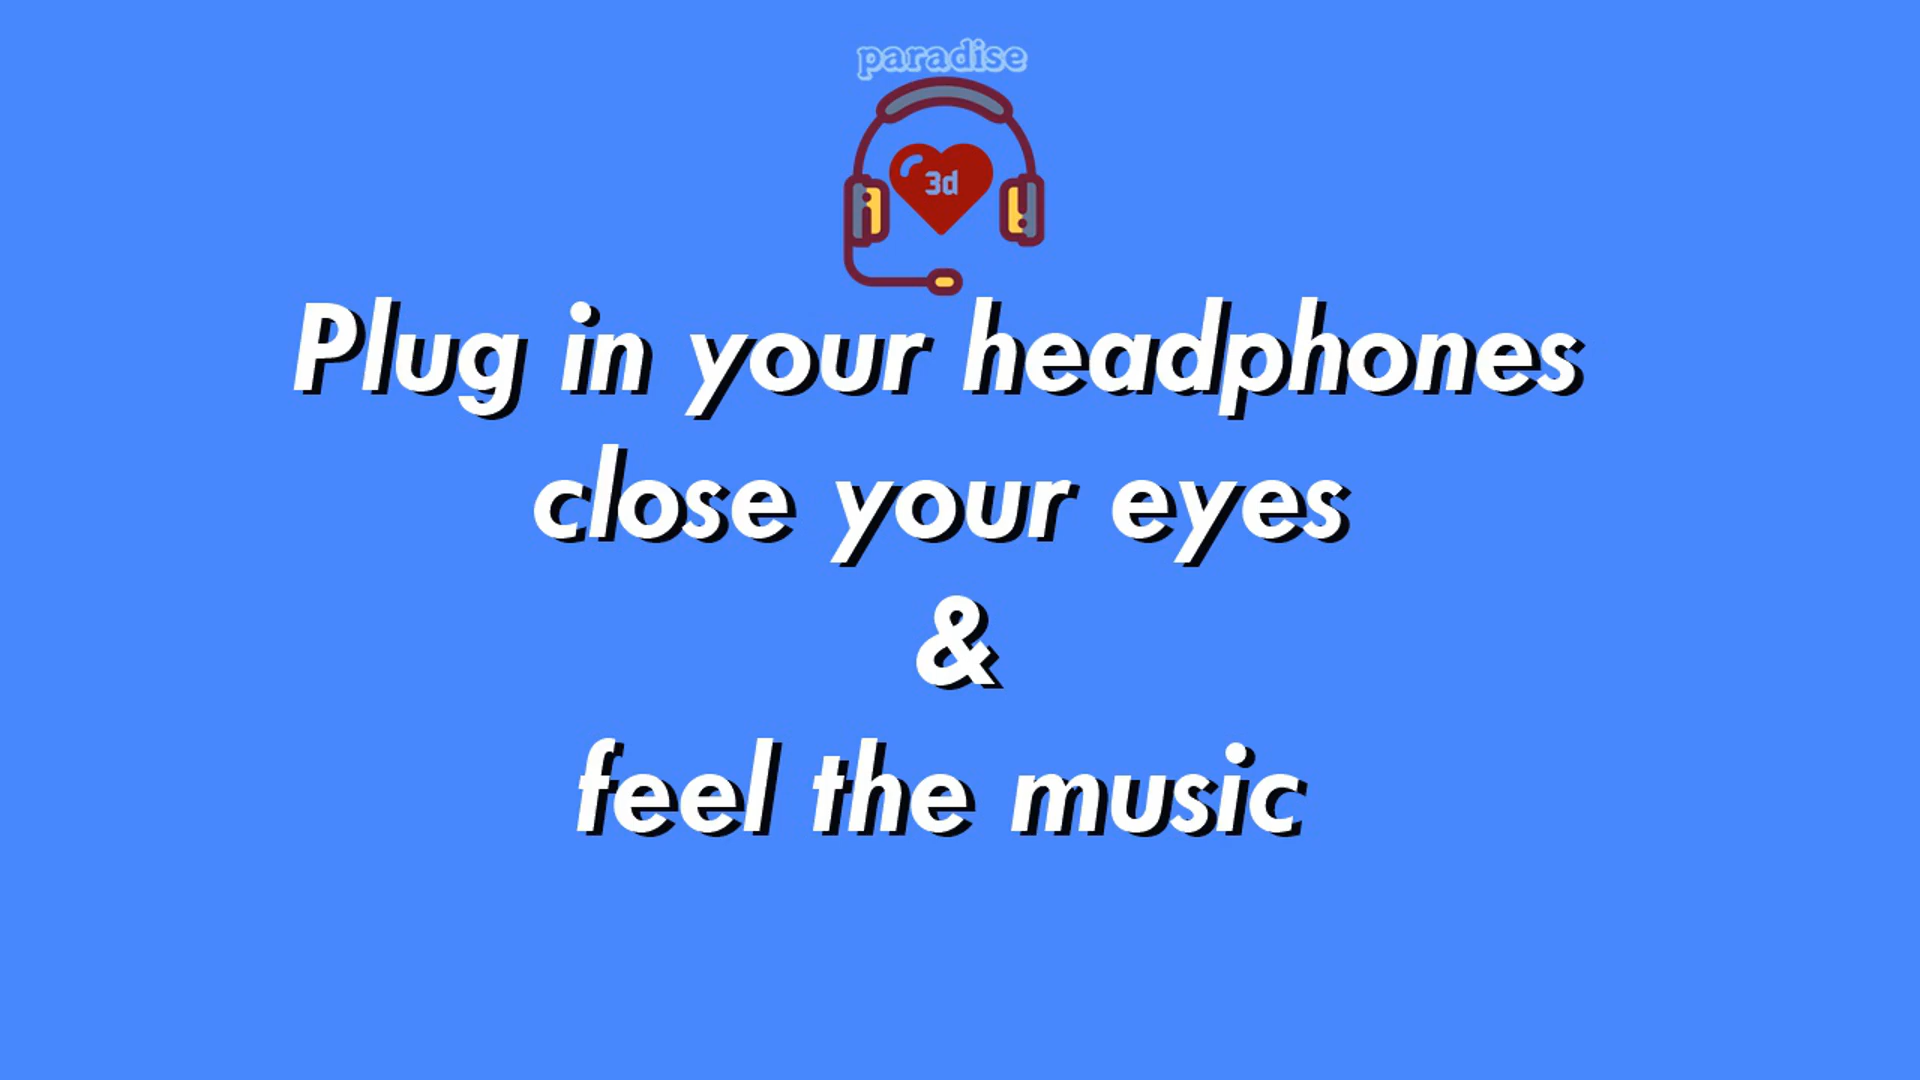 paradise
3d
Plug in your headphones
close your eyes
&
feel the music